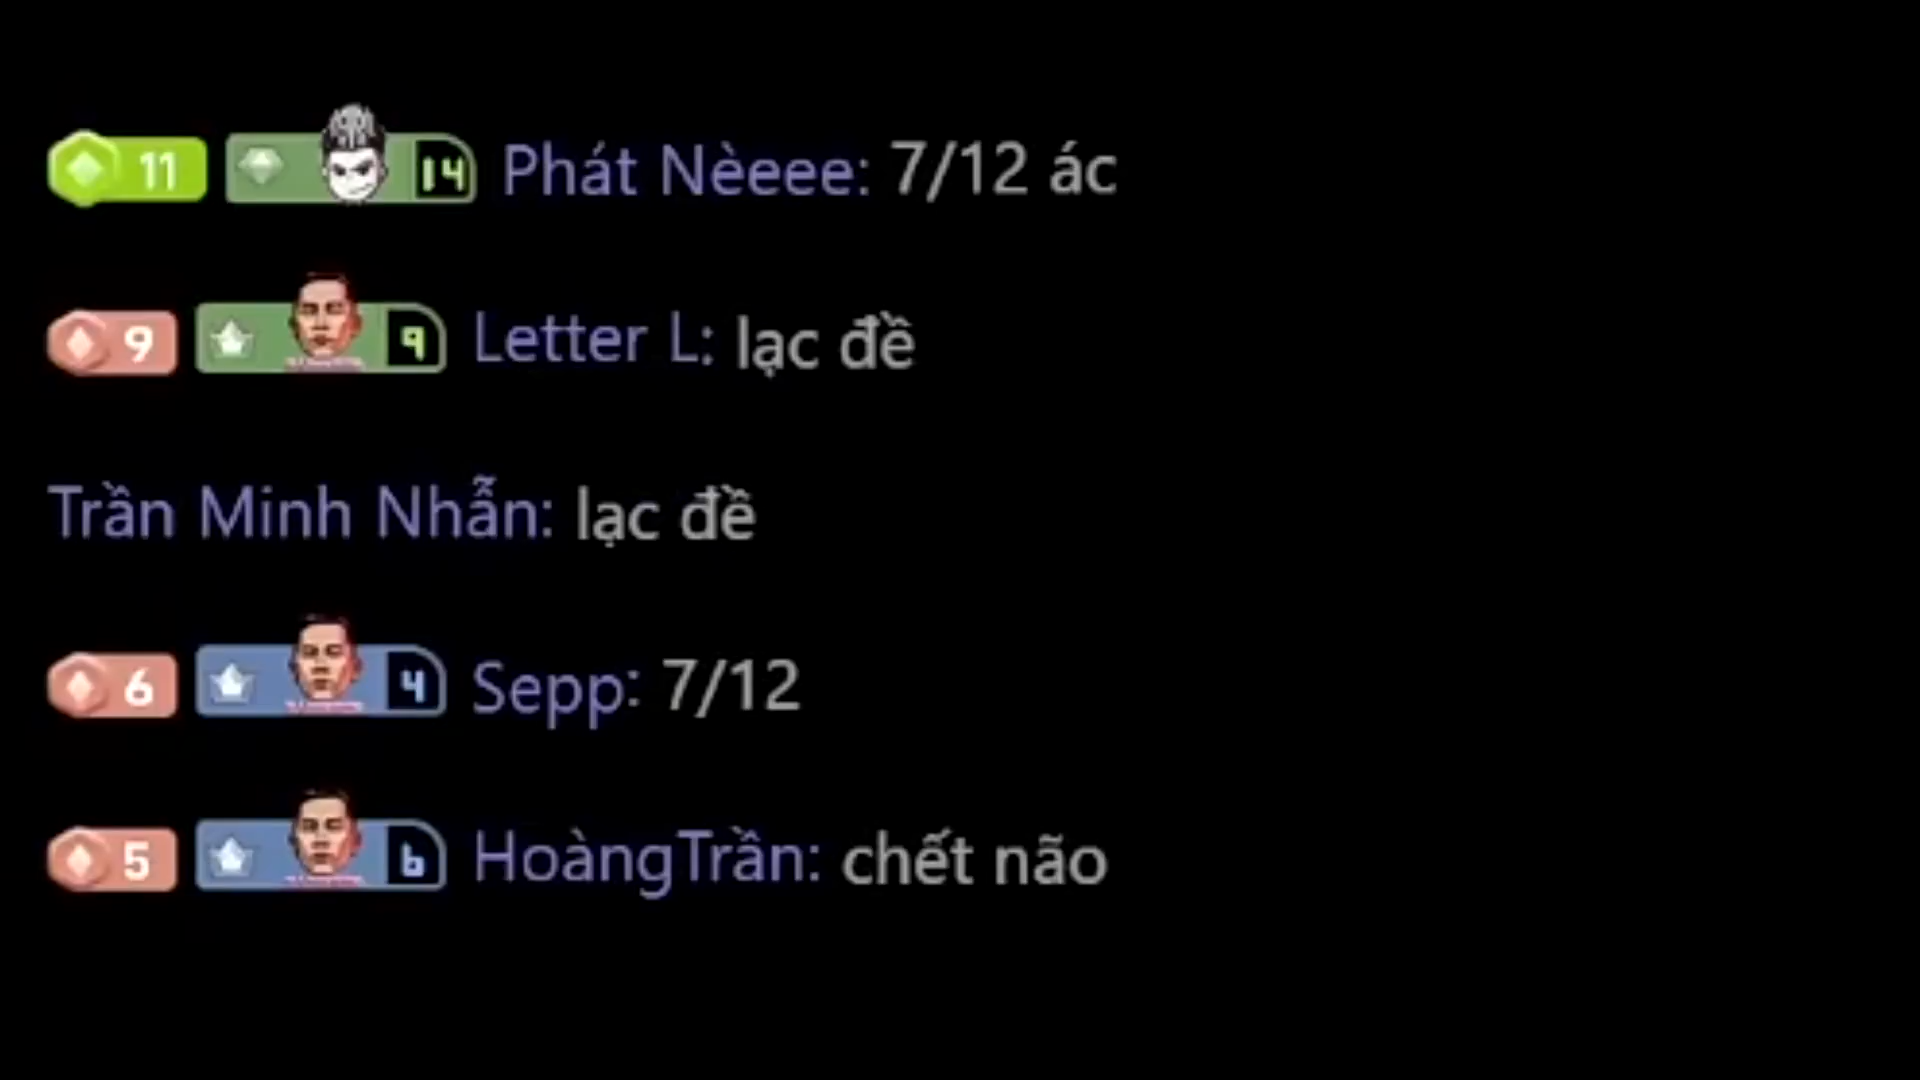 11 14 Phát Nèeee: 7/12 ác
9 9 Letter L: lạc đề
Trần Minh Nhẫn: lạc đề
6 4 Sepp: 7/12
5 6 HoàngTrần: chết não